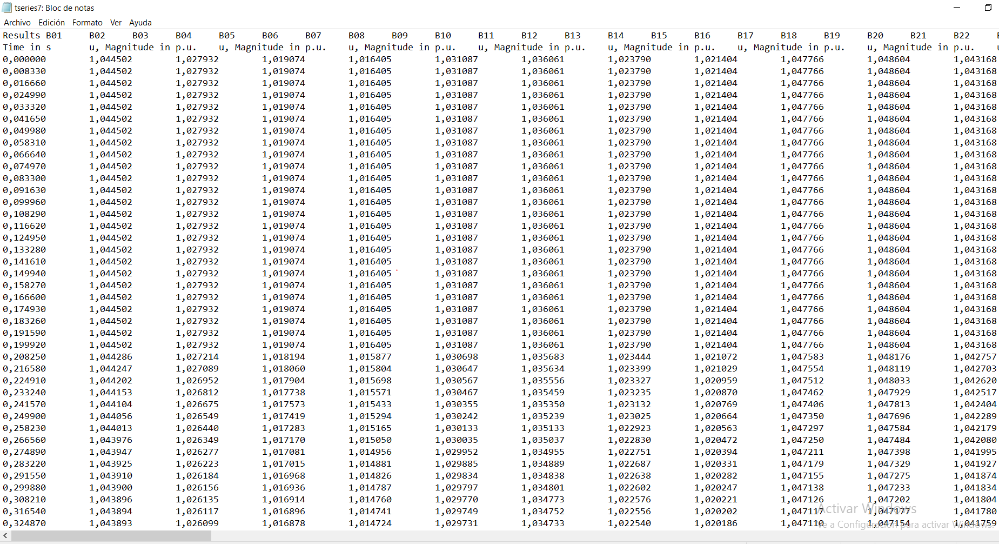 tseries7: Bloc de notas
Archivo Edición Formato Ver Ayuda
Results B01 B02 B03 B04 B05 B06 B07 B08 B09 B10 B11 B12 B13 B14 B15 B16 B17 B18 B19 B20 B21 B22
Time in s u, Magnitude in p.u. u, Magnitude in p.u. u, Magnitude in p.u. u, Magnitude in p.u. u, Magnitude in p.u. u, Magnitude in p.u. u, Magnitude in p.u.
0,000000 1,044502 1,027932 1,019074 1,016405 1,031087 1,036061 1,023790 1,021404 1,047766 1,048604 1,043168
0,008330 1,044502 1,027932 1,019074 1,016405 1,031087 1,036061 1,023790 1,021404 1,047766 1,048604 1,043168
0,016660 1,044502 1,027932 1,019074 1,016405 1,031087 1,036061 1,023790 1,021404 1,047766 1,048604 1,043168
0,024990 1,044502 1,027932 1,019074 1,016405 1,031087 1,036061 1,023790 1,021404 1,047766 1,048604 1,043168
0,033320 1,044502 1,027932 1,019074 1,016405 1,031087 1,036061 1,023790 1,021404 1,047766 1,048604 1,043168
0,041650 1,044502 1,027932 1,019074 1,016405 1,031087 1,036061 1,023790 1,021404 1,047766 1,048604 1,043168
0,049980 1,044502 1,027932 1,019074 1,016405 1,031087 1,036061 1,023790 1,021404 1,047766 1,048604 1,043168
0,058310 1,044502 1,027932 1,019074 1,016405 1,031087 1,036061 1,023790 1,021404 1,047766 1,048604 1,043168
0,066640 1,044502 1,027932 1,019074 1,016405 1,031087 1,036061 1,023790 1,021404 1,047766 1,048604 1,043168
0,074970 1,044502 1,027932 1,019074 1,016405 1,031087 1,036061 1,023790 1,021404 1,047766 1,048604 1,043168
0,083300 1,044502 1,027932 1,019074 1,016405 1,031087 1,036061 1,023790 1,021404 1,047766 1,048604 1,043168
0,091630 1,044502 1,027932 1,019074 1,016405 1,031087 1,036061 1,023790 1,021404 1,047766 1,048604 1,043168
0,099960 1,044502 1,027932 1,019074 1,016405 1,031087 1,036061 1,023790 1,021404 1,047766 1,048604 1,043168
0,108290 1,044502 1,027932 1,019074 1,016405 1,031087 1,036061 1,023790 1,021404 1,047766 1,048604 1,043168
0,116620 1,044502 1,027932 1,019074 1,016405 1,031087 1,036061 1,023790 1,021404 1,047766 1,048604 1,043168
0,124950 1,044502 1,027932 1,019074 1,016405 1,031087 1,036061 1,023790 1,021404 1,047766 1,048604 1,043168
0,133280 1,044502 1,027932 1,019074 1,016405 1,031087 1,036061 1,023790 1,021404 1,047766 1,048604 1,043168
0,141610 1,044502 1,027932 1,019074 1,016405 1,031087 1,036061 1,023790 1,021404 1,047766 1,048604 1,043168
0,149940 1,044502 1,027932 1,019074 1,016405 1,031087 1,036061 1,023790 1,021404 1,047766 1,048604 1,043168
0,158270 1,044502 1,027932 1,019074 1,016405 1,031087 1,036061 1,023790 1,021404 1,047766 1,048604 1,043168
0,166600 1,044502 1,027932 1,019074 1,016405 1,031087 1,036061 1,023790 1,021404 1,047766 1,048604 1,043168
0,174930 1,044502 1,027932 1,019074 1,016405 1,031087 1,036061 1,023790 1,021404 1,047766 1,048604 1,043168
0,183260 1,044502 1,027932 1,019074 1,016405 1,031087 1,036061 1,023790 1,021404 1,047766 1,048604 1,043168
0,191590 1,044502 1,027932 1,019074 1,016405 1,031087 1,036061 1,023790 1,021404 1,047766 1,048604 1,043168
0,199920 1,044502 1,027932 1,019074 1,016405 1,031087 1,036061 1,023790 1,021404 1,047766 1,048604 1,043168
0,208250 1,044286 1,027214 1,018194 1,015877 1,030698 1,035683 1,023444 1,021072 1,047583 1,048176 1,042757
0,216580 1,044247 1,027089 1,018060 1,015804 1,030647 1,035634 1,023399 1,021029 1,047554 1,048119 1,042703
0,224910 1,044202 1,026952 1,017904 1,015698 1,030567 1,035556 1,023327 1,020959 1,047512 1,048033 1,042620
0,233240 1,044153 1,026812 1,017738 1,015571 1,030467 1,035459 1,023235 1,020870 1,047462 1,047929 1,042517
0,241570 1,044104 1,026675 1,017573 1,015433 1,030355 1,035350 1,023132 1,020769 1,047406 1,047813 1,042404
0,249900 1,044056 1,026549 1,017419 1,015294 1,030242 1,035239 1,023025 1,020664 1,047350 1,047696 1,042289
0,258230 1,044013 1,026440 1,017283 1,015165 1,030133 1,035133 1,022923 1,020563 1,047297 1,047584 1,042179
0,266560 1,043976 1,026349 1,017170 1,015050 1,030035 1,035037 1,022830 1,020472 1,047250 1,047484 1,042080
0,274890 1,043947 1,026277 1,017081 1,014956 1,029952 1,034955 1,022751 1,020394 1,047211 1,047398 1,041995
0,283220 1,043925 1,026223 1,017015 1,014881 1,029885 1,034889 1,022687 1,020331 1,047179 1,047329 1,041927
0,291550 1,043910 1,026184 1,016968 1,014826 1,029834 1,034838 1,022638 1,020282 1,047155 1,047275 1,041874
0,299880 1,043900 1,026156 1,016936 1,014787 1,029797 1,034801 1,022602 1,020247 1,047138 1,047233 1,041834
0,308210 1,043896 1,026135 1,016914 1,014760 1,029770 1,034773 1,022576 1,020221 1,047126 1,047202 1,041804
0,316540 1,043894 1,026117 1,016896 1,014741 1,029749 1,034752 1,022556 1,020202 1,047117 1,047177 1,041780
0,324870 1,043893 1,026099 1,016878 1,014724 1,029731 1,034733 1,022540 1,020186 1,047110 1,047154 1,041759
Activar Windows
Ve a Configuración para activar Windows.